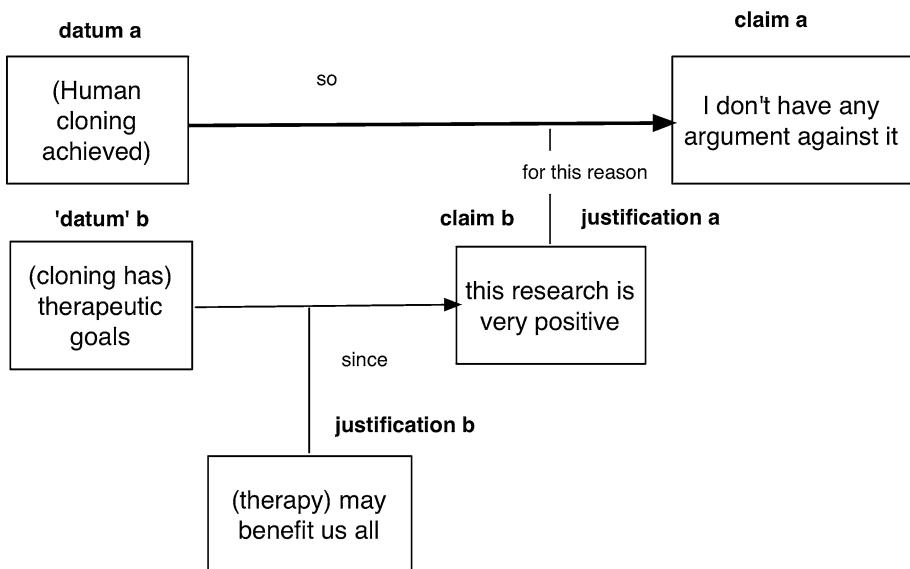 datum a
claim a
(Human
cloning
achieved)
so
I don't have any
argument against it
for this reason
'datum' b
claim b
justification a
(cloning has)
therapeutic
goals
this research is
very positive
since
justification b
(therapy) may
benefit us all